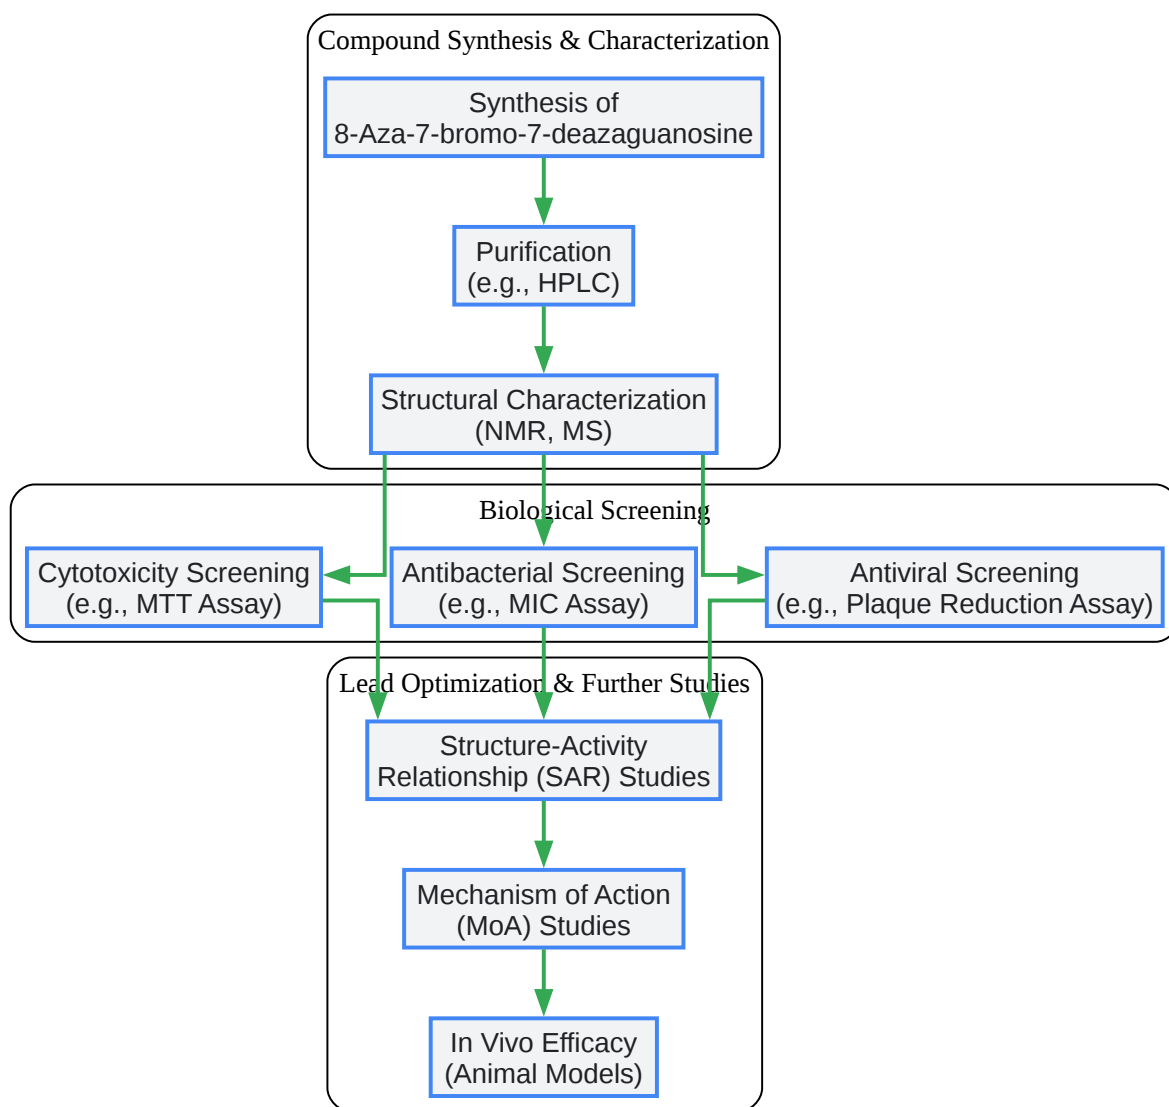 Compound Synthesis & Characterization
Synthesis of
8-Aza-7-bromo-7-deazaguanosine
Purification
(e.g., HPLC)
Structural Characterization
(NMR, MS)
Biological Screening
Cytotoxicity Screening
(e.g., MTT Assay)
Antibacterial Screening
(e.g., MIC Assay)
Antiviral Screening
(e.g., Plaque Reduction Assay)
Lead Optimization & Further Studies
Structure-Activity
Relationship (SAR) Studies
Mechanism of Action
(MoA) Studies
In Vivo Efficacy
(Animal Models)